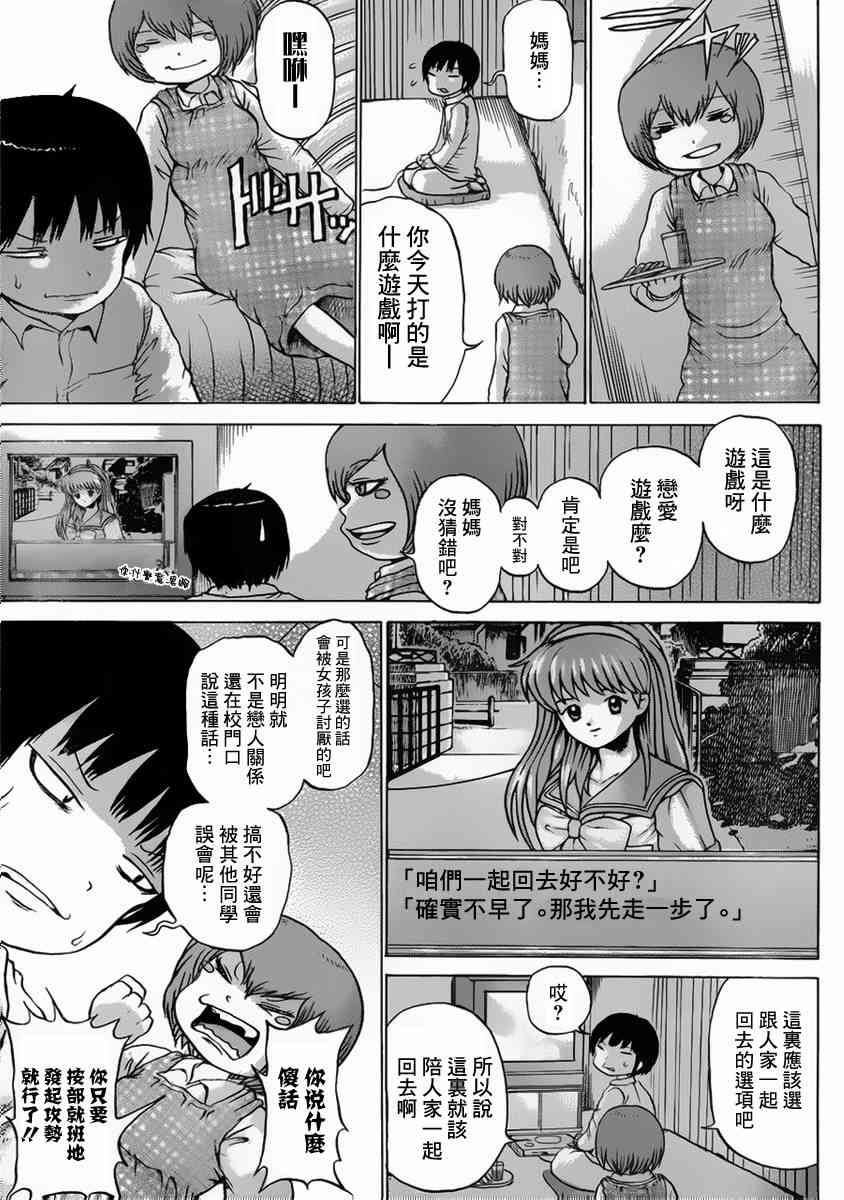 媽媽…
你今天打的是
什麼遊戲啊ー
嘿咻ー
ドサッ
這是什麼
遊戲呀
戀愛
遊戲麼?
肯定是吧
對不對
媽媽
沒猜錯吧?
「咱們一起回去好不好?」
「確實不早了。那我先走一步了。」
可是那麼選的話
會被女孩子討厭的吧
明明就
不是戀人關係
還在校門口
說這種話…
搞不好還會
被其他同學
誤會呢…
這裏應該選
跟人家一起
回去的選項吧
哎?
所以說
這裏就該
陪人家一起
回去啊
你说什麼
傻話
你只要
按部就班地
發起攻勢
就行了!!